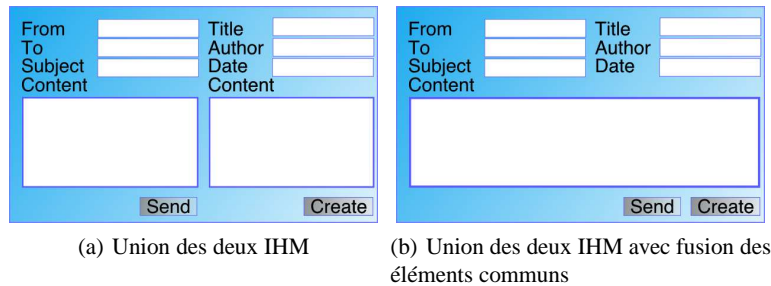 From
To
Subject
Content
Title
Author
Date
Content
Send
Create
(a) Union des deux IHM
From
To
Subject
Content
Title
Author
Date
Send
Create
(b) Union des deux IHM avec fusion des
éléments communs